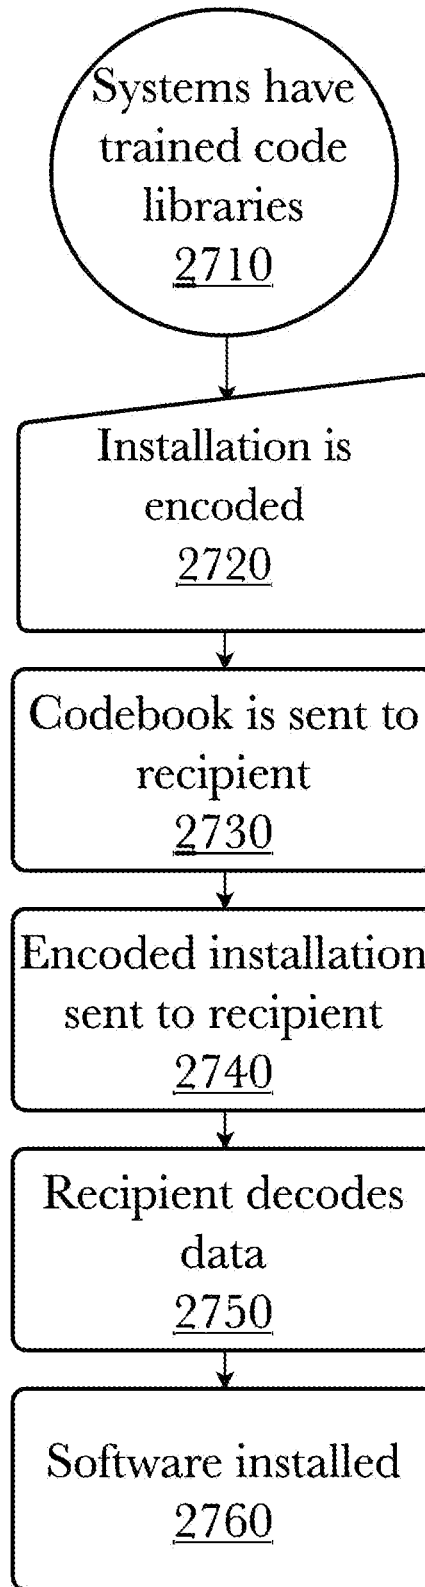 Systems have
trained code
libraries
2710
Installation is
encoded
2720
Codebook is sent to
recipient
2730
Encoded installation
sent to recipient
2740
Recipient decodes
data
2750
Software installed
2760